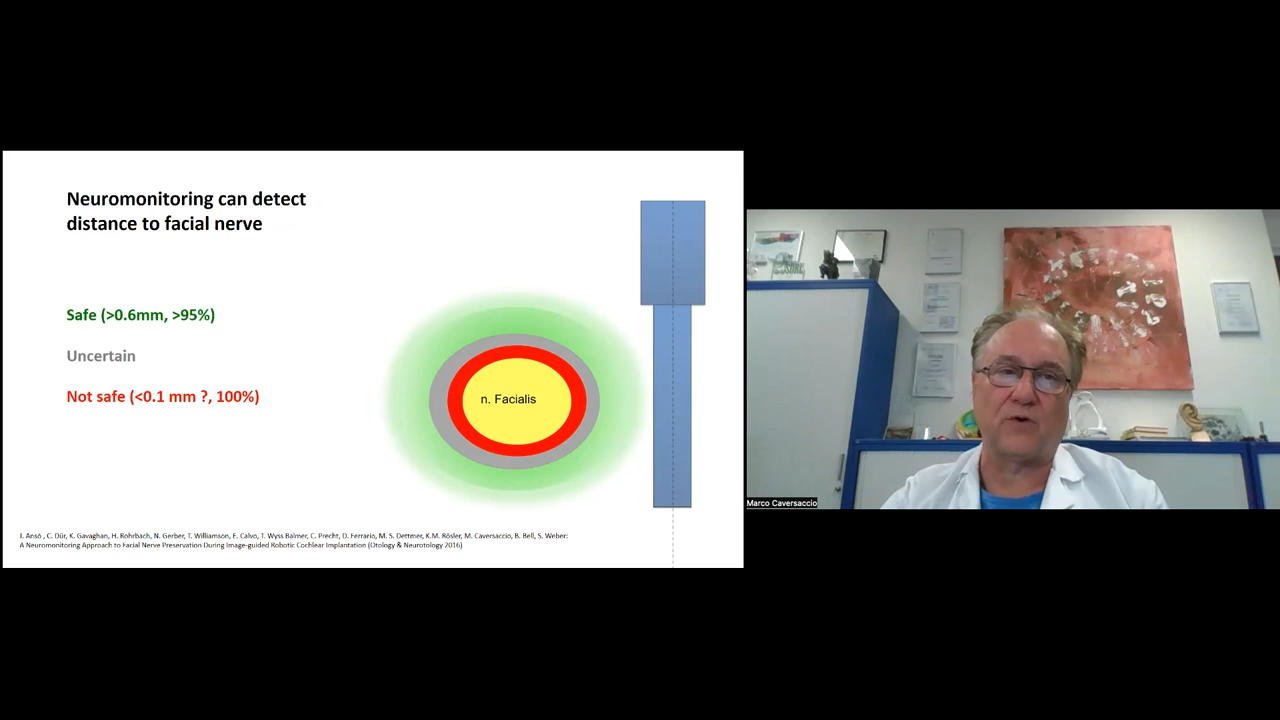 Neuromonitoring can detect
distance to facial nerve
Safe (>0.6mm, >95%)
Uncertain
Not safe (<0.1 mm ?, 100%)
n. Facialis
J. Ansó , C. Dür, K. Gavaghan, H. Rohrbach, N. Gerber, T. Williamson, E. Calvo, T. Wyss Balmer, C. Precht, D. Ferrario, M. S. Dettmer, K.M. Rösler, M. Caversaccio, B. Bell, S. Weber:
A Neuromonitoring Approach to Facial Nerve Preservation During Image-guided Robotic Cochlear Implantation (Otology & Neurotology 2016)
Marco Caversaccio